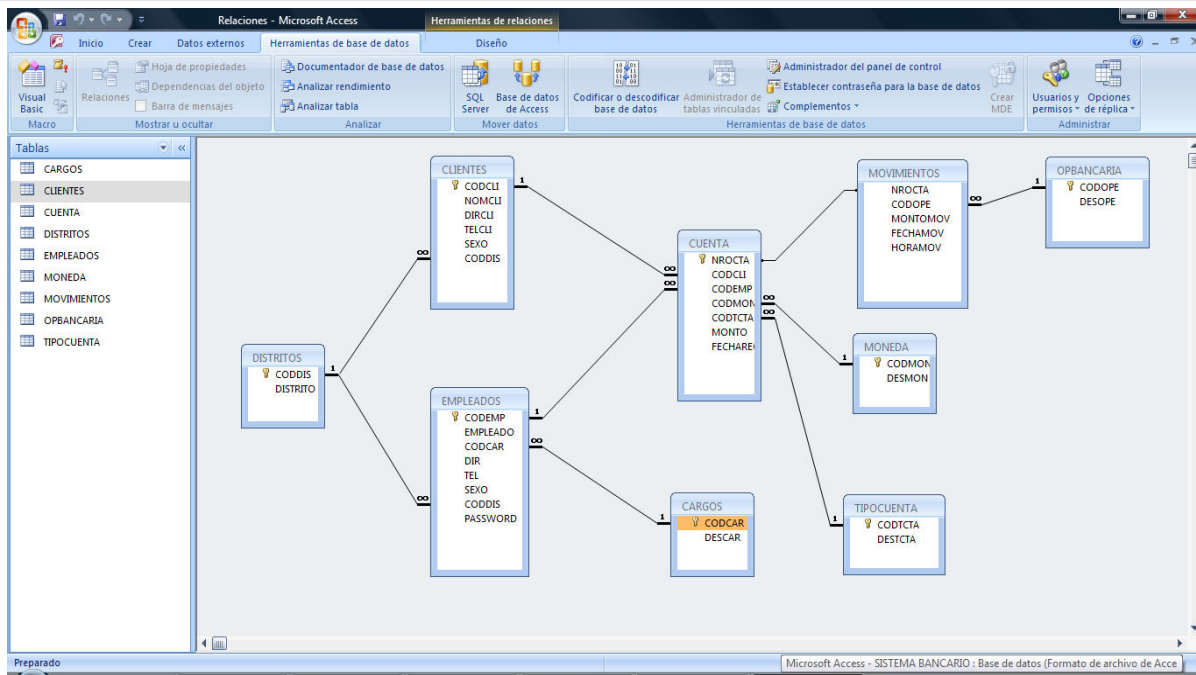 Relaciones - Microsoft Access
Herramientas de relaciones
Inicio Crear Datos externos Herramientas de base de datos Diseño
Visual Basic
Macro
Relaciones
Hoja de propiedades
Dependencias del objeto
Barra de mensajes
Mostrar u ocultar
Documentador de base de datos
Analizar rendimiento
Analizar tabla
Analizar
SQL Server
Base de datos de Access
Mover datos
Codificar o descodificar base de datos
Administrador de tablas vinculadas
Administrador del panel de control
Establecer contraseña para la base de datos
Complementos
Crear MDE
Herramientas de base de datos
Usuarios y permisos
Opciones de réplica
Administrar
Tablas
CARGOS
CLIENTES
CUENTA
DISTRITOS
EMPLEADOS
MONEDA
MOVIMIENTOS
OPBANCARIA
TIPOCUENTA
DISTRITOS
CODDIS
DISTRITO
1
CLIENTES
CODCLI
NOMCLI
DIRCLI
TELCLI
SEXO
CODDIS
1
∞
EMPLEADOS
CODEMP
EMPLEADO
CODCAR
DIR
TEL
SEXO
CODDIS
PASSWORD
1
∞
∞
CUENTA
NROCTA
CODCLI
CODEMP
CODMON
CODTCTA
MONTO
FECHARE
∞
∞
∞
∞
CARGOS
CODCAR
DESCAR
1
MOVIMIENTOS
NROCTA
CODOPE
MONTOMOV
FECHAMOV
HORAMOV
∞
OPBANCARIA
CODOPE
DESOPE
1
MONEDA
CODMON
DESMON
1
TIPOCUENTA
CODTCTA
DESTCTA
1
Preparado
Microsoft Access - SISTEMA BANCARIO : Base de datos (Formato de archivo de Acce